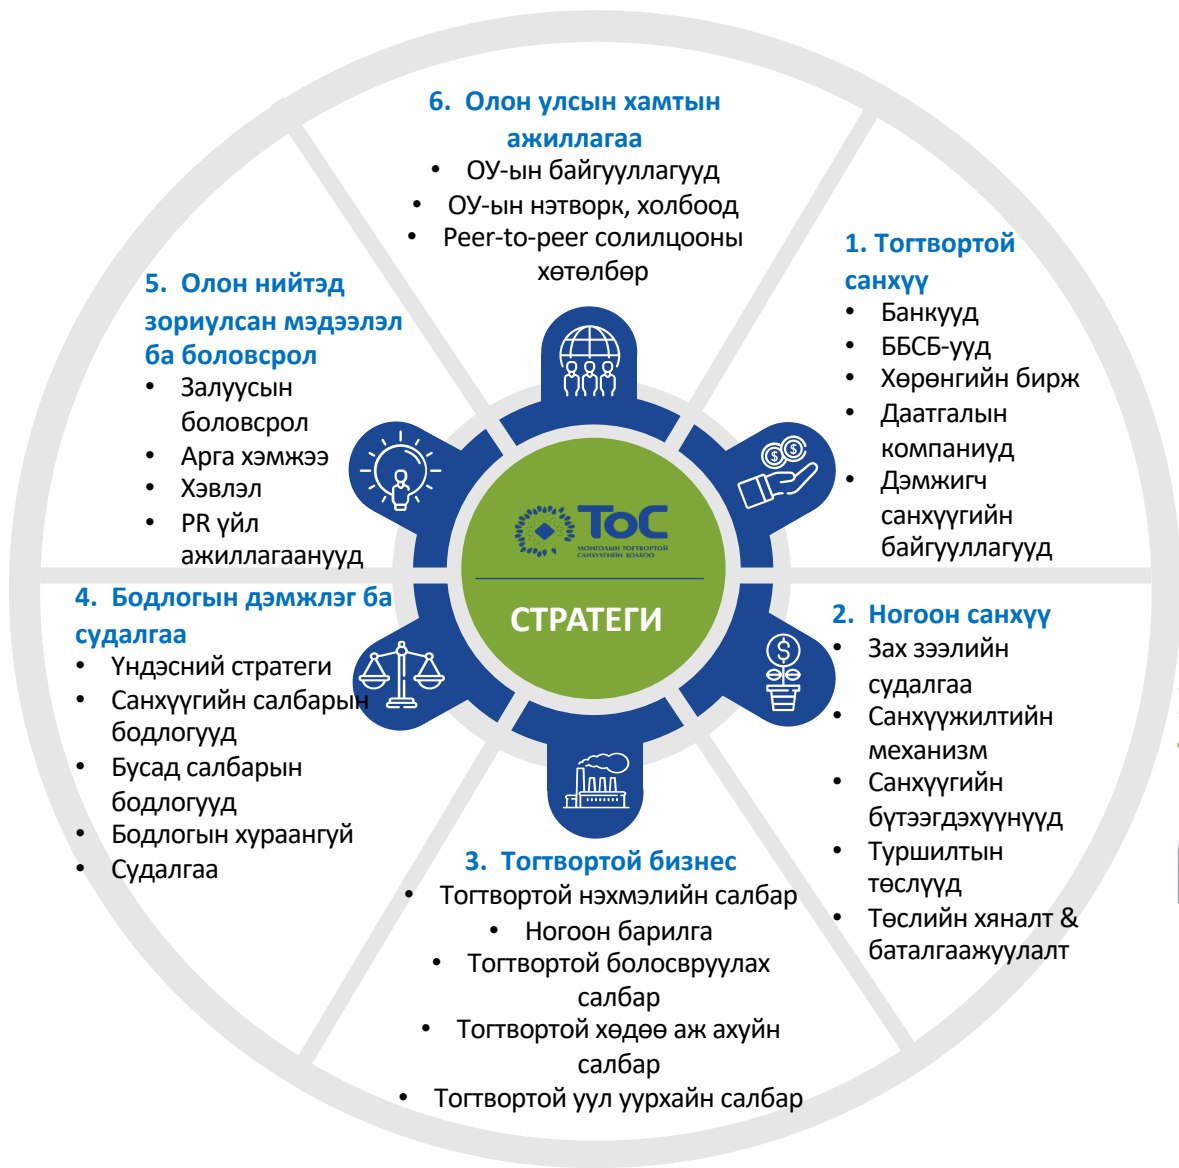 6. Олон улсын хамтын
ажиллагаа
• ОУ-ын байгууллагууд
• ОУ-ын нэтворк, холбоод
• Peer-to-peer солилцооны
хөтөлбөр
1. Тогтвортой
санхүү
• Банкууд
• ББСБ-ууд
• Хөрөнгийн бирж
• Даатгалын
компаниуд
• Дэмжигч
санхүүгийн
байгууллагууд
2. Ногоон санхүү
• Зах зээлийн
судалгаа
• Санхүүжилтийн
механизм
• Санхүүгийн
бүтээгдэхүүнүүд
• Туршилтын
төслүүд
• Төслийн хяналт &
баталгаажуулалт
3. Тогтвортой бизнес
• Тогтвортой нэхмэлийн салбар
• Ногоон барилга
• Тогтвортой болосвруулах
салбар
• Тогтвортой хөдөө аж ахуйн
салбар
• Тогтвортой уул уурхайн салбар
4. Бодлогын дэмжлэг ба
судалгаа
• Үндэсний стратеги
• Санхүүгийн салбарын
бодлогууд
• Бусад салбарын
бодлогууд
• Бодлогын хураангуй
• Судалгаа
5. Олон нийтэд
зориулсан мэдээлэл
ба боловсрол
• Залуусын
боловсрол
• Арга хэмжээ
• Хэвлэл
• PR үйл
ажиллагаанууд
ToC
МОНГОЛЫН ТОГТВОРТОЙ
САНХҮҮГИЙН ХОЛБОО
СТРАТЕГИ